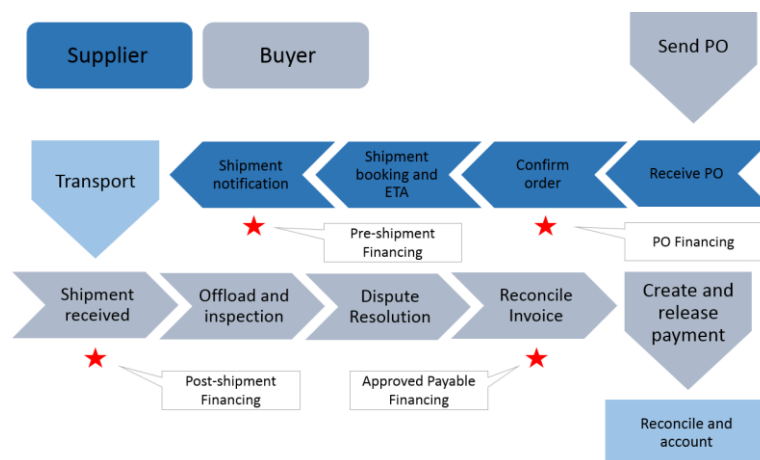 Supplier
Buyer
Send PO
Transport
Shipment
notification
Shipment
booking and
ETA
Confirm
order
Receive PO
Pre-shipment
Financing
PO Financing
Shipment
received
Offload and
inspection
Dispute
Resolution
Reconcile
Invoice
Create and
release
payment
Post-shipment
Financing
Approved Payable
Financing
Reconcile and
account